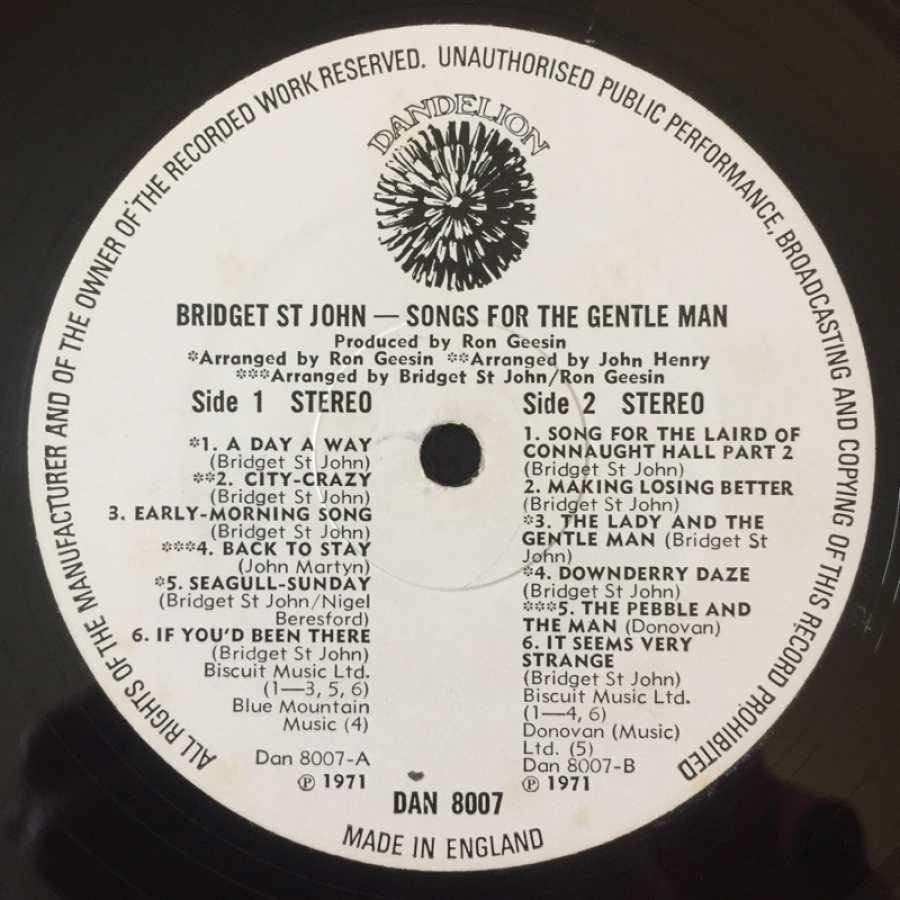 ALL RIGHTS OF THE MANUFACTURER AND OF THE OWNER OF THE RECORDED WORK RESERVED. UNAUTHORISED PUBLIC PERFORMANCE, BROADCASTING AND COPYING OF THIS RECORD PROHIBITED
DANDELION
BRIDGET ST JOHN — SONGS FOR THE GENTLE MAN
Produced by Ron Geesin
*Arranged by Ron Geesin **Arranged by John Henry
***Arranged by Bridget St John/Ron Geesin
Side 1 STEREO
*1. A DAY A WAY
(Bridget St John)
**2. CITY-CRAZY
(Bridget St John)
3. EARLY-MORNING SONG
(Bridget St John)
***4. BACK TO STAY
(John Martyn)
*5. SEAGULL-SUNDAY
(Bridget St John/Nigel
Beresford)
6. IF YOU'D BEEN THERE
(Bridget St John)
Biscuit Music Ltd.
(1—3, 5, 6)
Blue Mountain
Music (4)
Dan 8007-A
℗ 1971
Side 2 STEREO
1. SONG FOR THE LAIRD OF
CONNAUGHT HALL PART 2
(Bridget St John)
2. MAKING LOSING BETTER
(Bridget St John)
*3. THE LADY AND THE
GENTLE MAN (Bridget St
John)
*4. DOWNDERRY DAZE
(Bridget St John)
***5. THE PEBBLE AND
THE MAN (Donovan)
6. IT SEEMS VERY
STRANGE
(Bridget St John)
Biscuit Music Ltd.
(1—4, 6)
Donovan (Music)
Ltd. (5)
Dan 8007-B
℗ 1971
DAN 8007
MADE IN ENGLAND